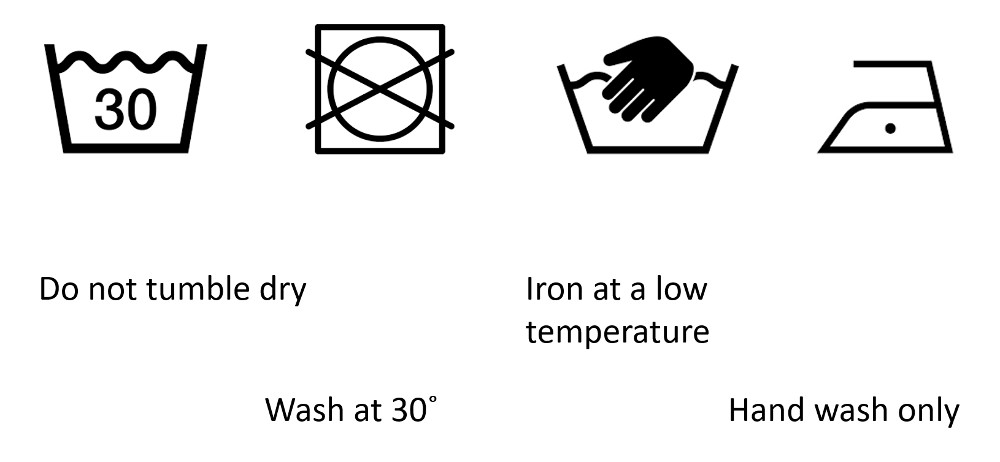 30
Do not tumble dry
Iron at a low
temperature
Wash at 30˚
Hand wash only